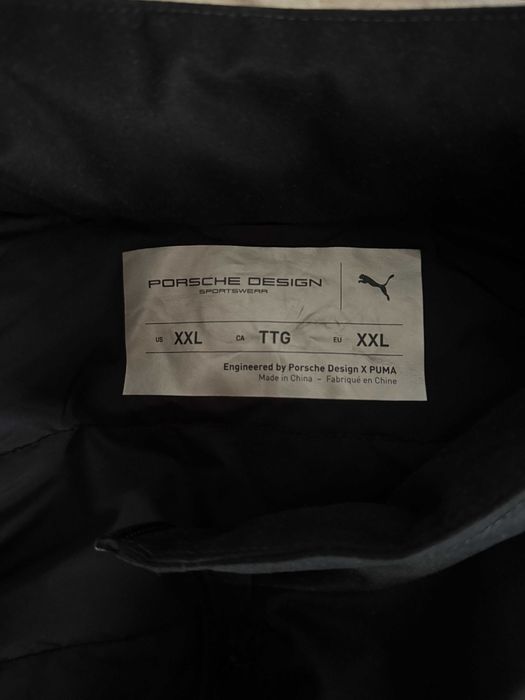 PORSCHE DESIGN
SPORTSWEAR
US XXL CA TTG EU XXL
Engineered by Porsche Design X PUMA
Made in China – Fabriqué en Chine